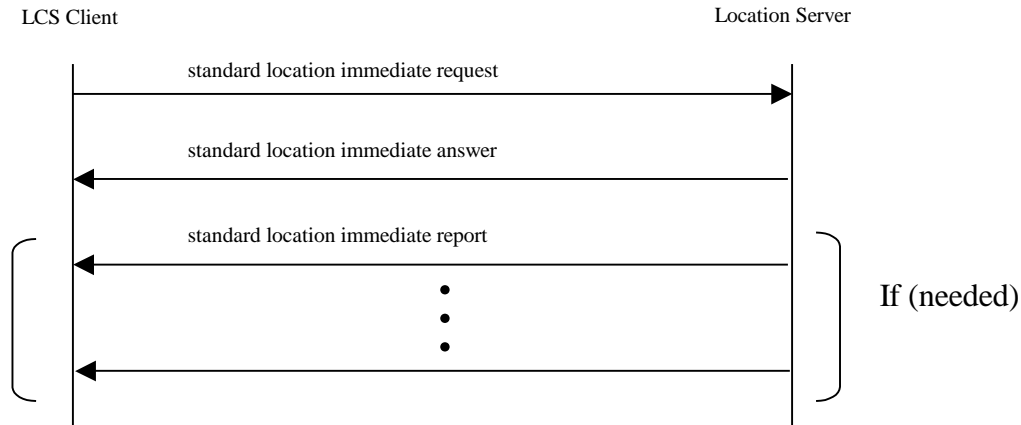 LCS Client
Location Server
standard location immediate request
standard location immediate answer
standard location immediate report
If (needed)